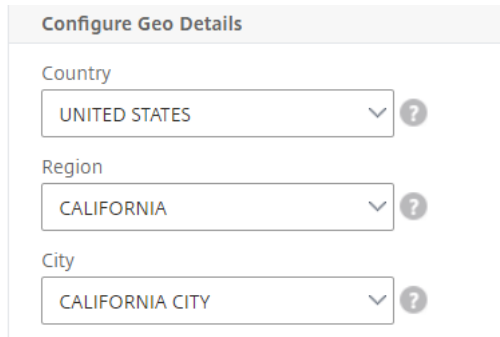 Configure Geo Details
Country
UNITED STATES
?
Region
CALIFORNIA
?
City
CALIFORNIA CITY
?